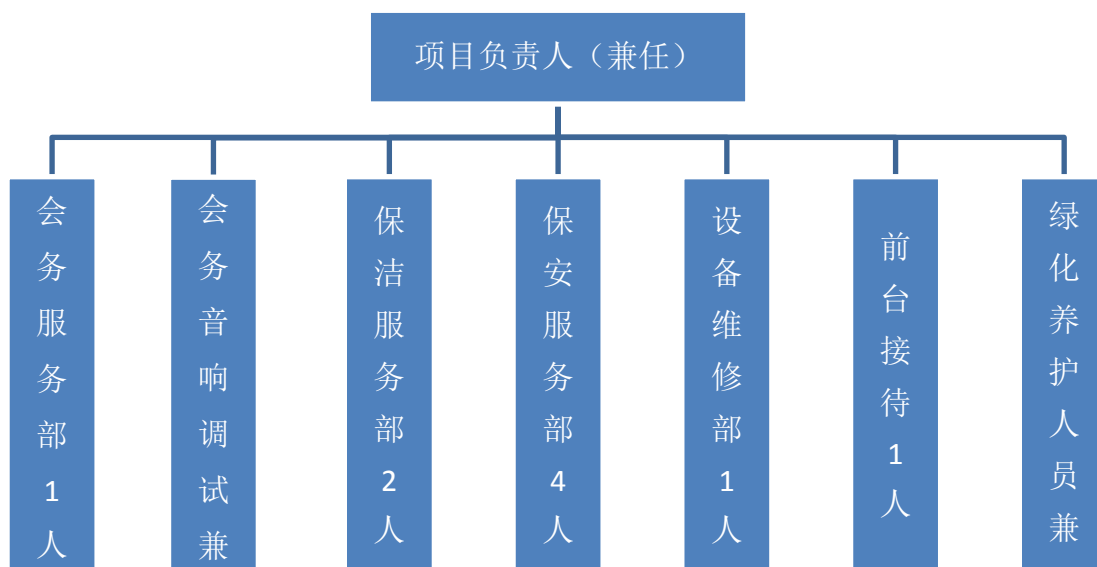 项目负责人（兼任）
会务服务部1人
会务音响调试兼
保洁服务部2人
保安服务部4人
设备维修部1人
前台接待1人
绿化养护人员兼